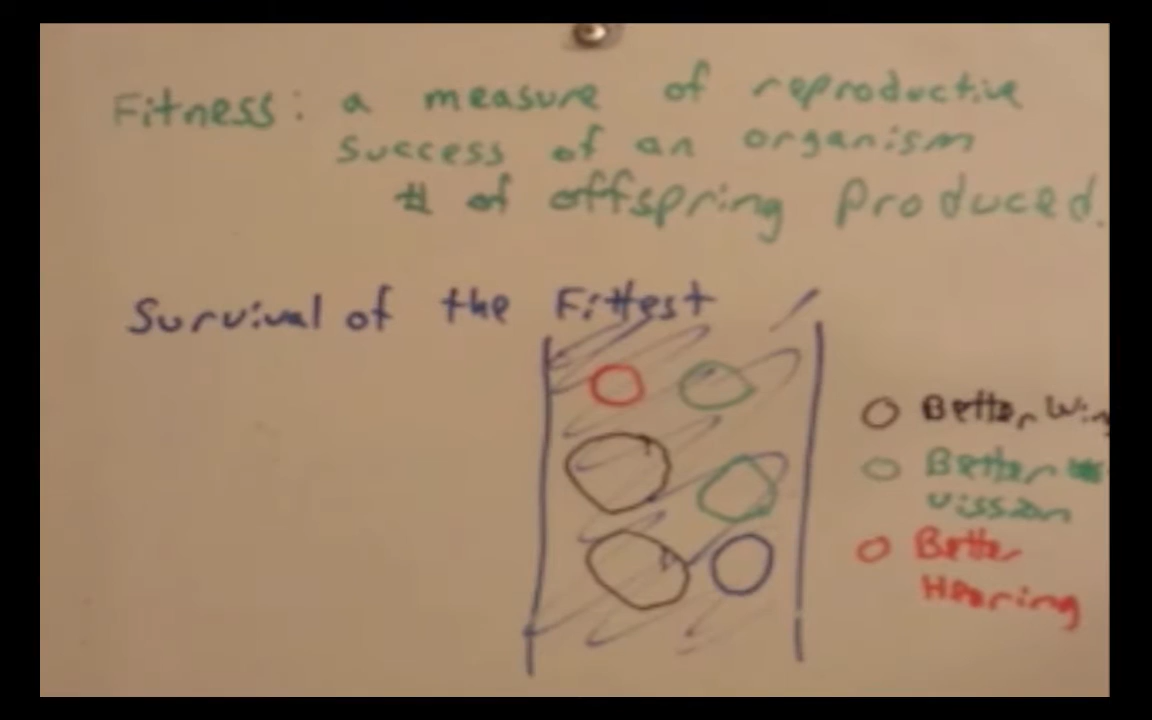 Fitness: a measure of reproductive
success of an organism
# of offspring produced.
Survival of the Fittest
Better
Better
vission
Better
Hearing